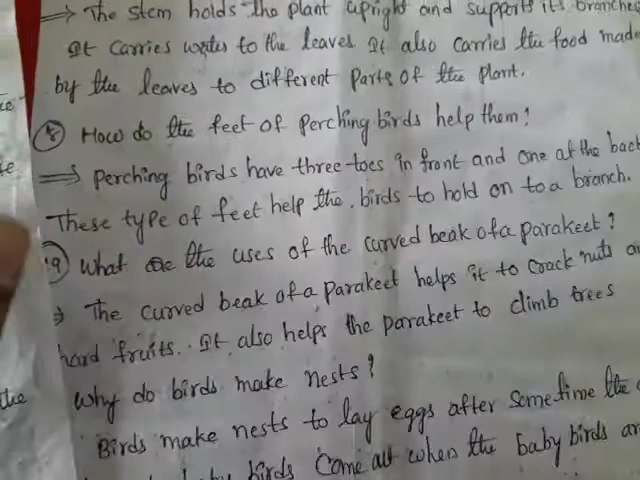 ⇒ The stem holds the plant upright and supports its branches
It carries water to the leaves. It also carries the food made
by the leaves to different parts of the plant.
(8) How do the feet of perching birds help them?
⇒ Perching birds have three toes in front and one at the back
These type of feet help the. birds to hold on to a branch.
(9) What are the uses of the curved beak of a parakeet?
⇒ The curved beak of a parakeet helps it to crack nuts
hard fruits. It also helps the parakeet to climb trees
Why do birds make nests?
Birds make nests to lay eggs after sometime the
birds come out when the baby birds
the